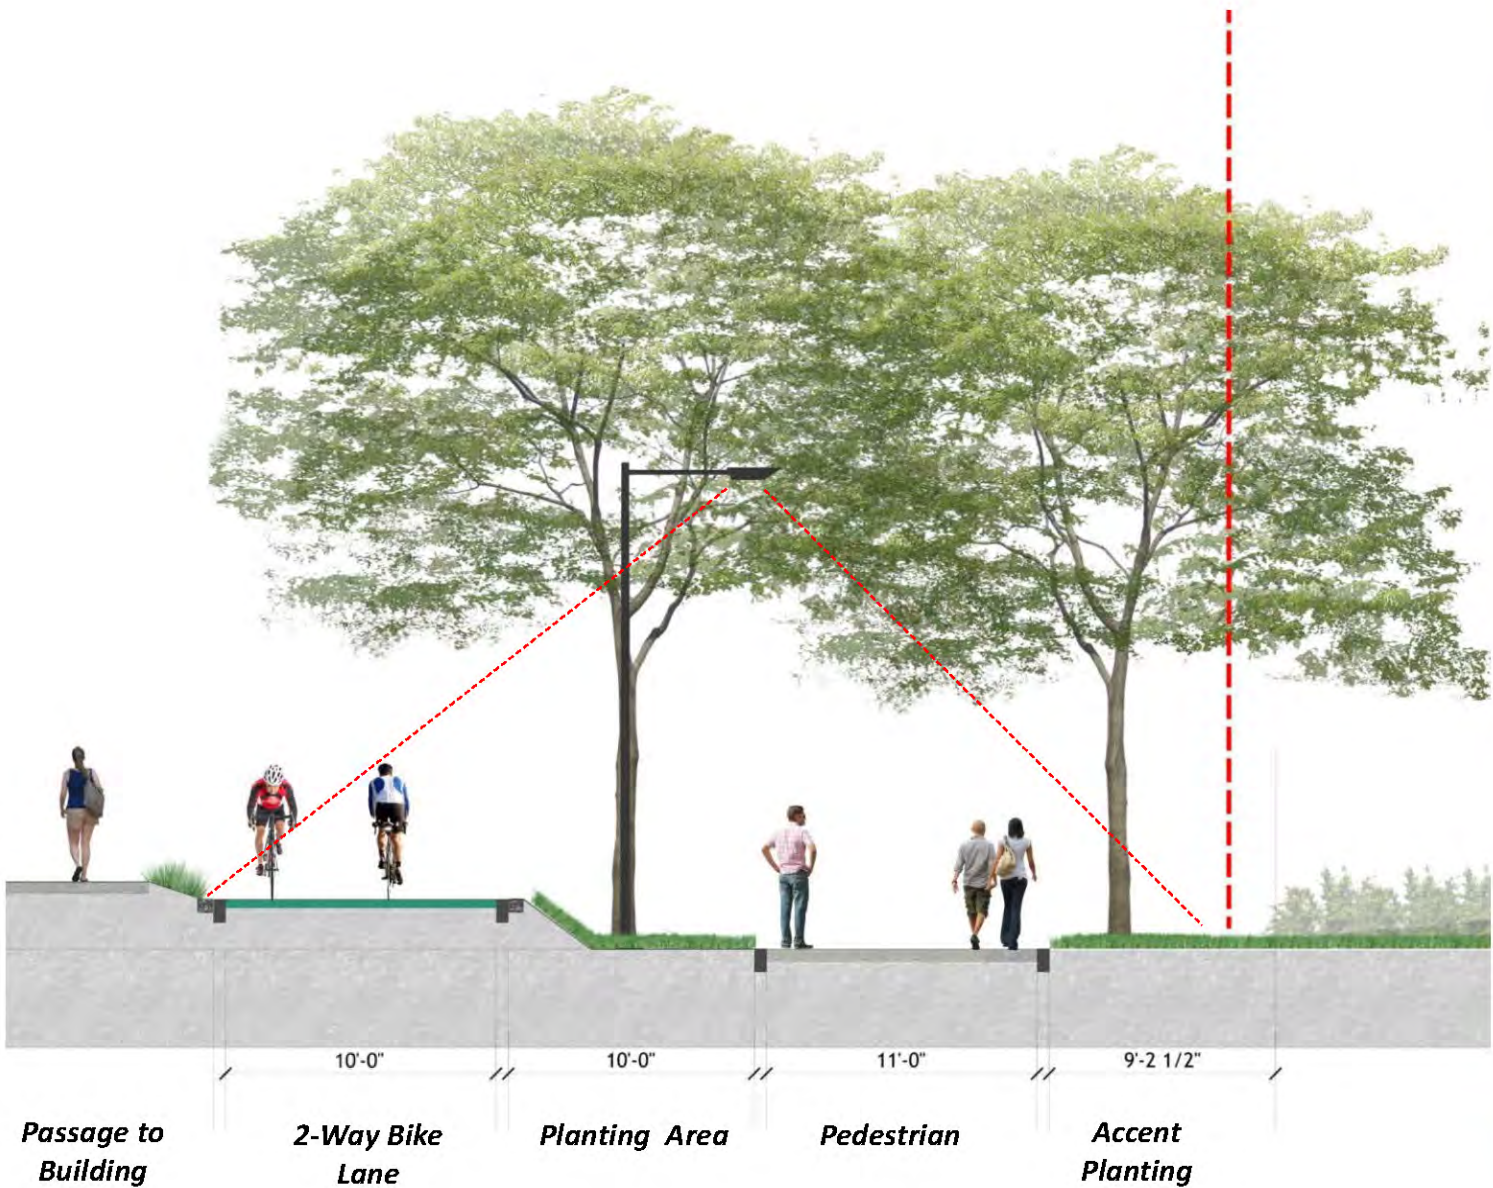 10'-0"
10'-0"
11'-0"
9'-2 1/2"
Passage to
Building
2-Way Bike
Lane
Planting Area
Pedestrian
Accent
Planting